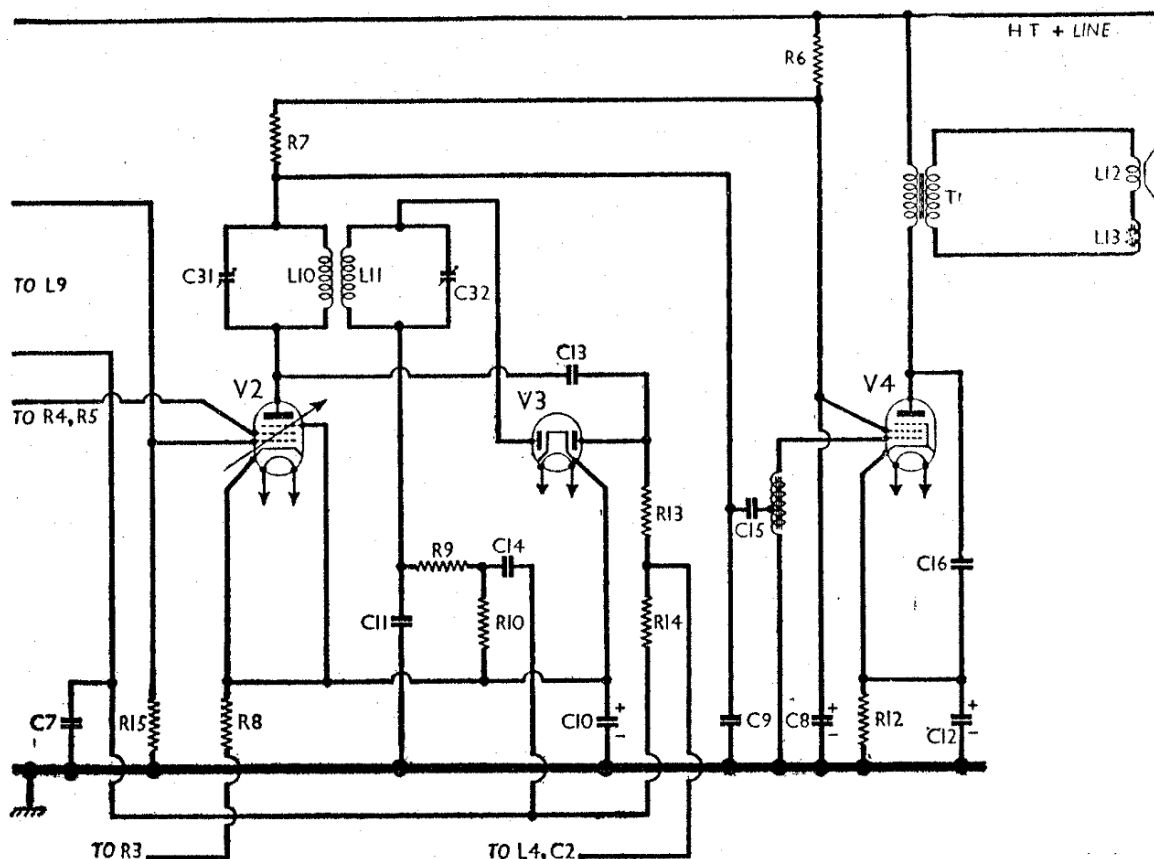 HT + LINE
R6
R7
L12
T1
L13
C31
L10
L11
C32
TO L9
C13
V2
V3
V4
TO R4, R5
R13
C15
R9
C14
C16
C11
R10
R14
C7
R15
R8
C10
+
-
C9
C8
+
-
R12
C12
+
-
TO R3
TO L4, C2